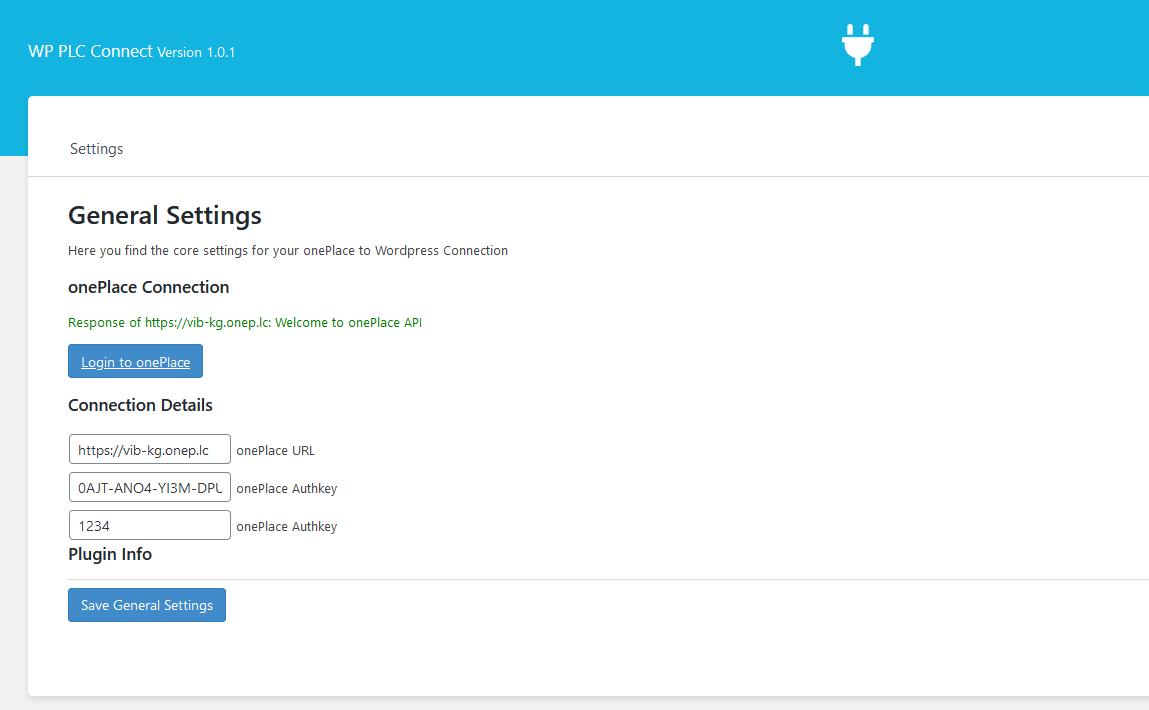 WP PLC Connect Version 1.0.1
Settings
General Settings
Here you find the core settings for your onePlace to Wordpress Connection
onePlace Connection
Response of https://vib-kg.onep.lc: Welcome to onePlace API
Login to onePlace
Connection Details
https://vib-kg.onep.lc onePlace URL
0AJT-ANO4-YI3M-DPU onePlace Authkey
1234 onePlace Authkey
Plugin Info
Save General Settings